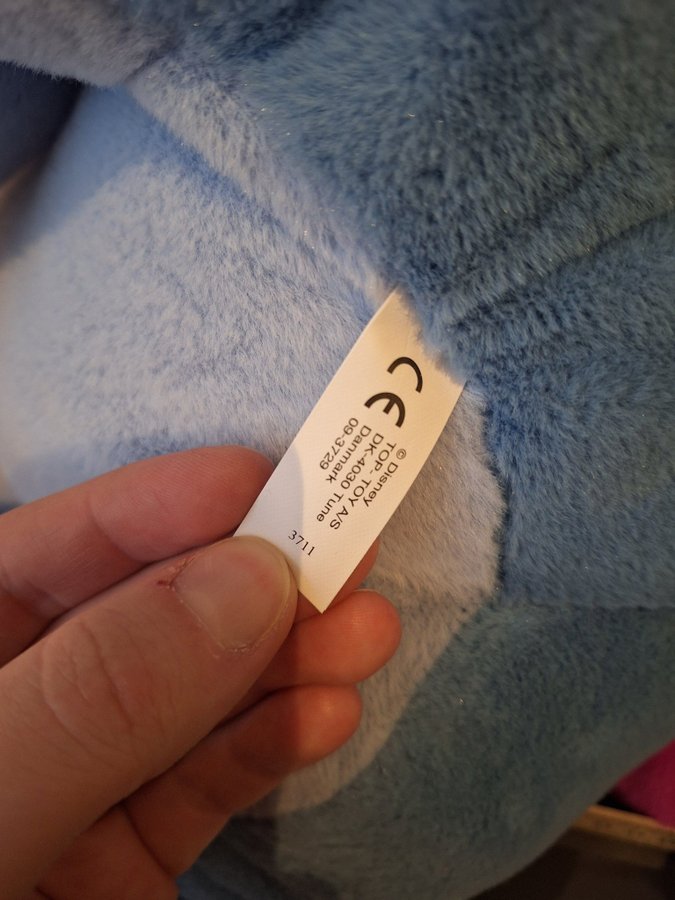 CE
© Disney
TOP- TOY A/S
DK-4030 Tune
Danmark
09-3729
3711